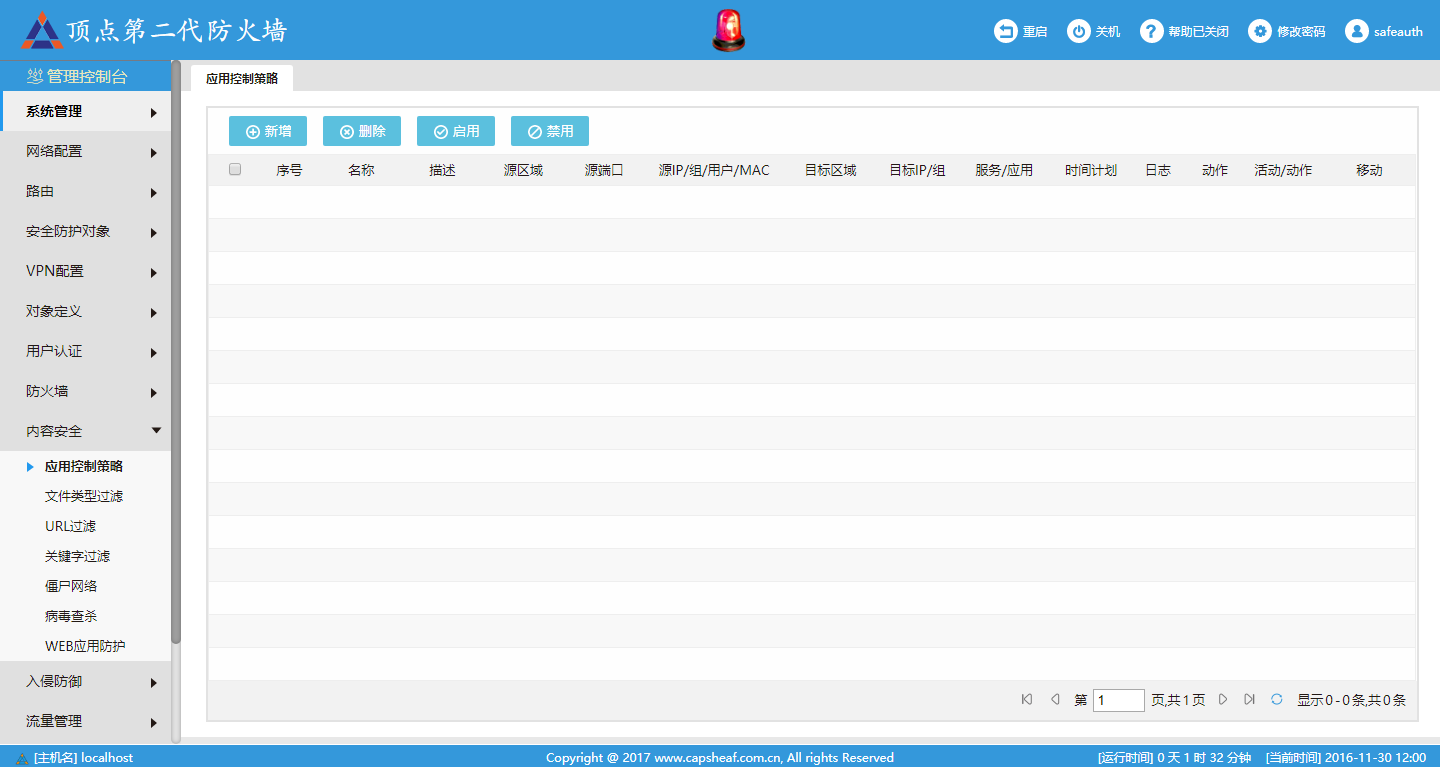 顶点第二代防火墙
重启 关机 帮助已关闭 修改密码 safeauth
管理控制台
应用控制策略
系统管理
网络配置
路由
安全防护对象
VPN配置
对象定义
用户认证
防火墙
内容安全
应用控制策略
文件类型过滤
URL过滤
关键字过滤
僵尸网络
病毒查杀
WEB应用防护
入侵防御
流量管理
新增 删除 启用 禁用
序号 名称 描述 源区域 源端口 源IP/组/用户/MAC 目标区域 目标IP/组 服务/应用 时间计划 日志 动作 活动/动作 移动
第 1 页,共1页 显示0-0条,共0条
[主机名] localhost
Copyright @ 2017 www.capsheaf.com.cn, All rights Reserved
[运行时间] 0 天 1 时 32 分钟 [当前时间] 2016-11-30 12:00